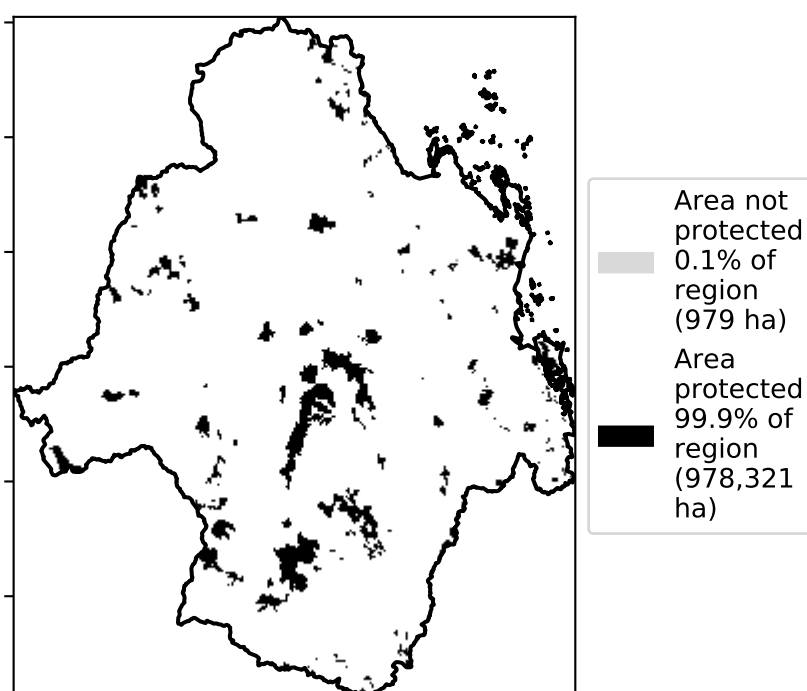 Area not
protected
0.1% of
region
(979 ha)
Area
protected
99.9% of
region
(978,321
ha)